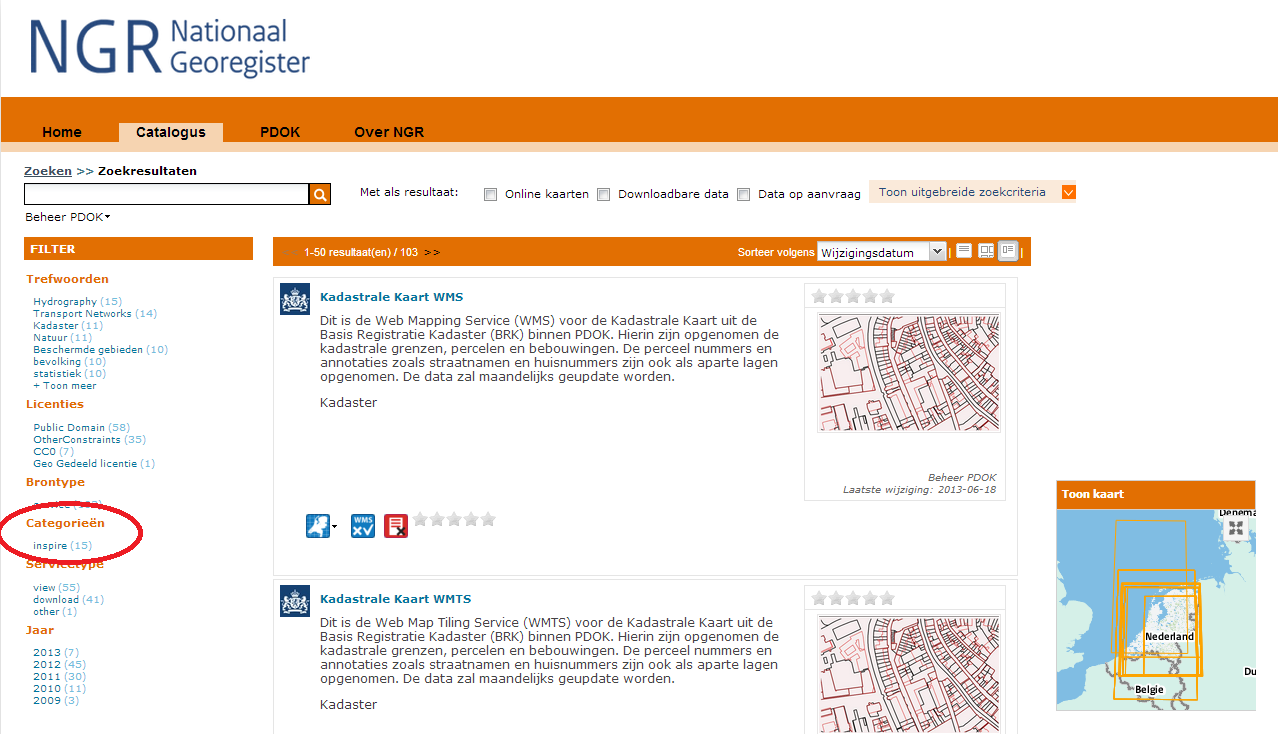 NGR Nationaal Georegister
Home Catalogus PDOK Over NGR
Zoeken >> Zoekresultaten
Met als resultaat: Online kaarten Downloadbare data Data op aanvraag Toon uitgebreide zoekcriteria
Beheer PDOK
FILTER
Trefwoorden
Hydrography (15)
Transport Networks (14)
Kadaster (11)
Natuur (11)
Beschermde gebieden (10)
bevolking (10)
statistiek (10)
+ Toon meer
Licenties
Public Domain (58)
OtherConstraints (35)
CC0 (7)
Geo Gedeeld licentie (1)
Brontype
Categorieën
inspire (15)
Servicetype
view (55)
download (41)
other (1)
Jaar
2013 (7)
2012 (45)
2011 (30)
2010 (11)
2009 (3)
<< 1-50 resultaat(en) / 103 >>
Sorteer volgens Wijzigingsdatum
Kadastrale Kaart WMS
Dit is de Web Mapping Service (WMS) voor de Kadastrale Kaart uit de
Basis Registratie Kadaster (BRK) binnen PDOK. Hierin zijn opgenomen de
kadastrale grenzen, percelen en bebouwingen. De perceel nummers en
annotaties zoals straatnamen en huisnummers zijn ook als aparte lagen
opgenomen. De data zal maandelijks geupdate worden.
Kadaster
Beheer PDOK
Laatste wijziging: 2013-06-18
WMS
Kadastrale Kaart WMTS
Dit is de Web Map Tiling Service (WMTS) voor de Kadastrale Kaart uit de
Basis Registratie Kadaster (BRK) binnen PDOK. Hierin zijn opgenomen de
kadastrale grenzen, percelen en bebouwingen. De perceel nummers en
annotaties zoals straatnamen en huisnummers zijn ook als aparte lagen
opgenomen. De data zal maandelijks geupdate worden.
Kadaster
Toon kaart
Denema
Nederland
Du
Belgie